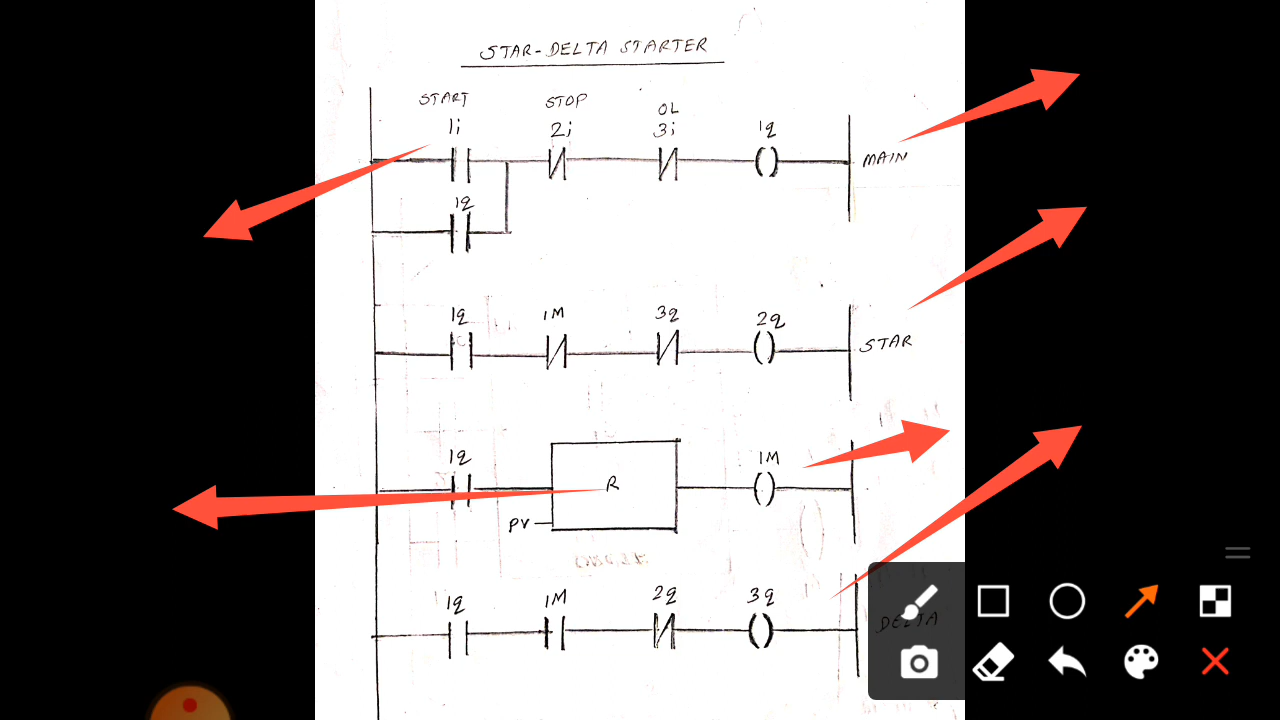 STAR-DELTA STARTER
START STOP OL
1i 2i 3i 1q
MAIN
1q
1q 1M 3q 2q
STAR
1q 1M
R
PV
1q 1M 2q 3q
DELTA